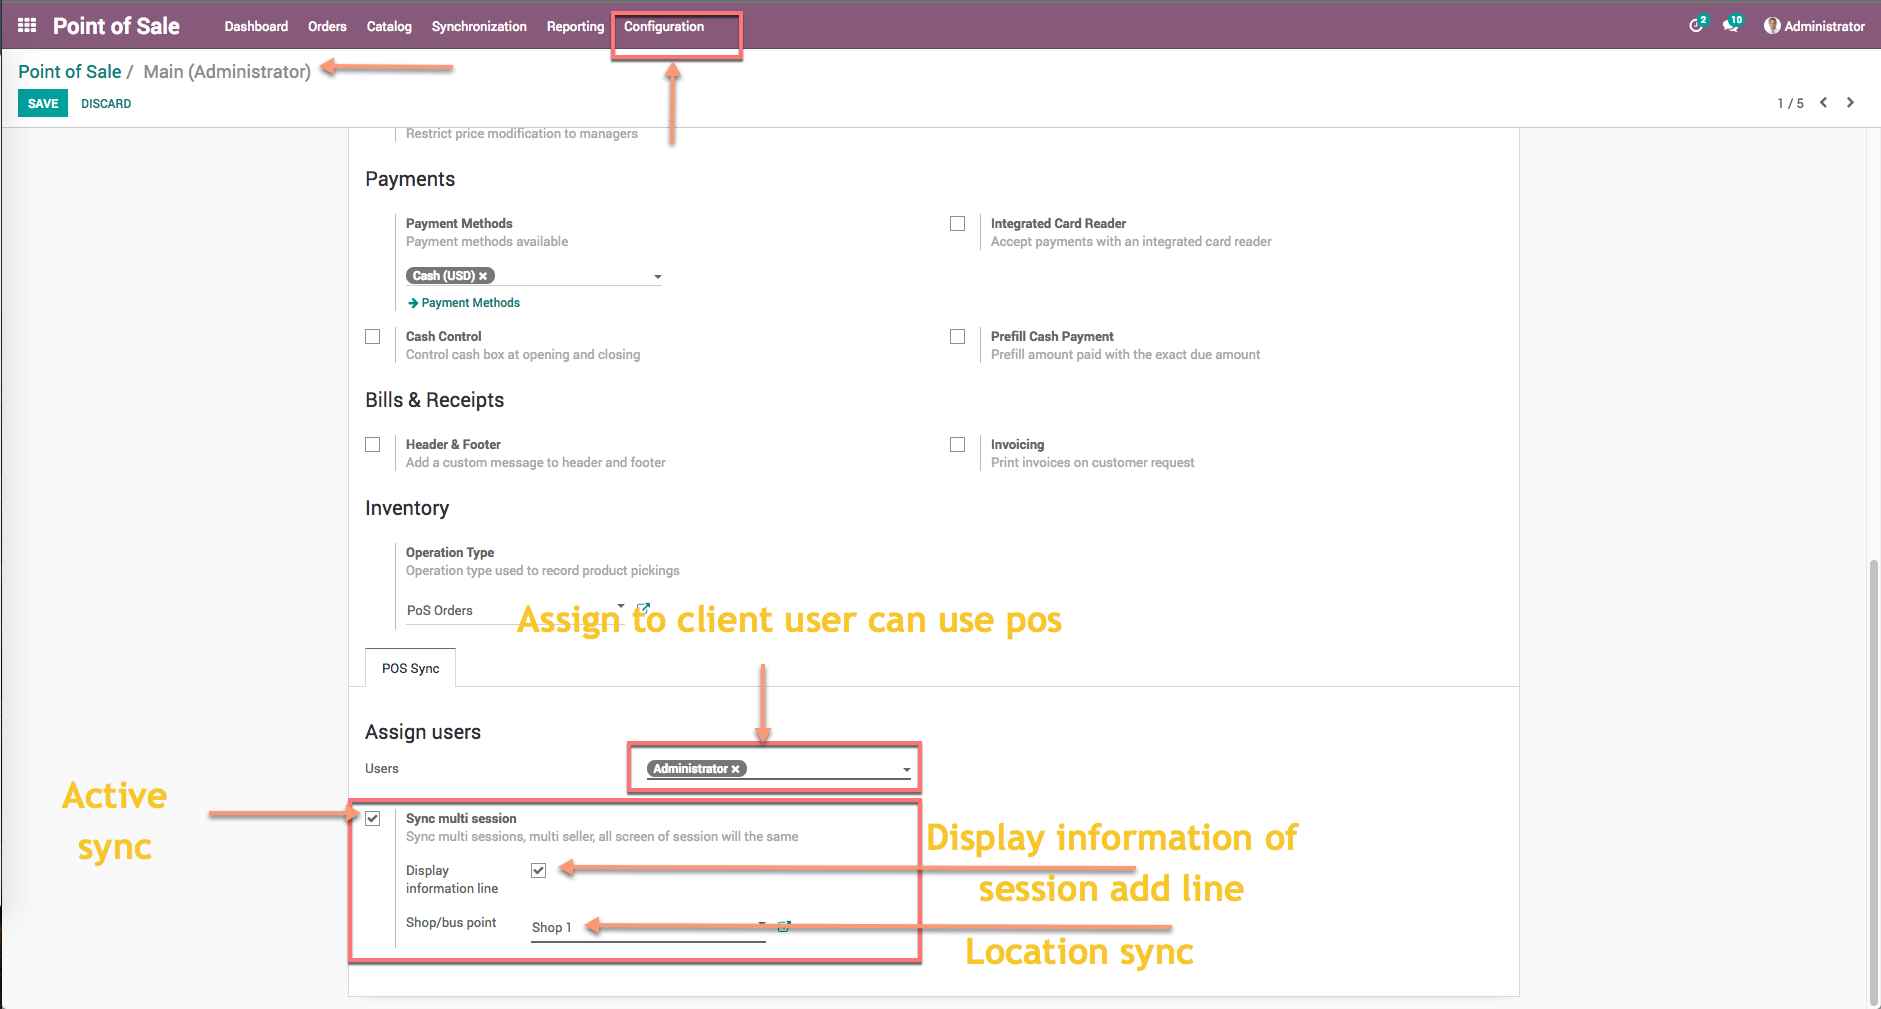 Point of Sale Dashboard Orders Catalog Synchronization Reporting Configuration 2 10 Administrator
Point of Sale / Main (Administrator)
SAVE DISCARD 1 / 5
Restrict price modification to managers
Payments
Payment Methods
Payment methods available
Cash (USD) ×
Payment Methods
Integrated Card Reader
Accept payments with an integrated card reader
Cash Control
Control cash box at opening and closing
Prefill Cash Payment
Prefill amount paid with the exact due amount
Bills & Receipts
Header & Footer
Add a custom message to header and footer
Invoicing
Print invoices on customer request
Inventory
Operation Type
Operation type used to record product pickings
PoS Orders
Assign to client user can use pos
POS Sync
Assign users
Users Administrator ×
Active
sync
Sync multi session
Sync multi sessions, multi seller, all screen of session will the same
Display
information line
Display information of
session add line
Shop/bus point Shop 1
Location sync